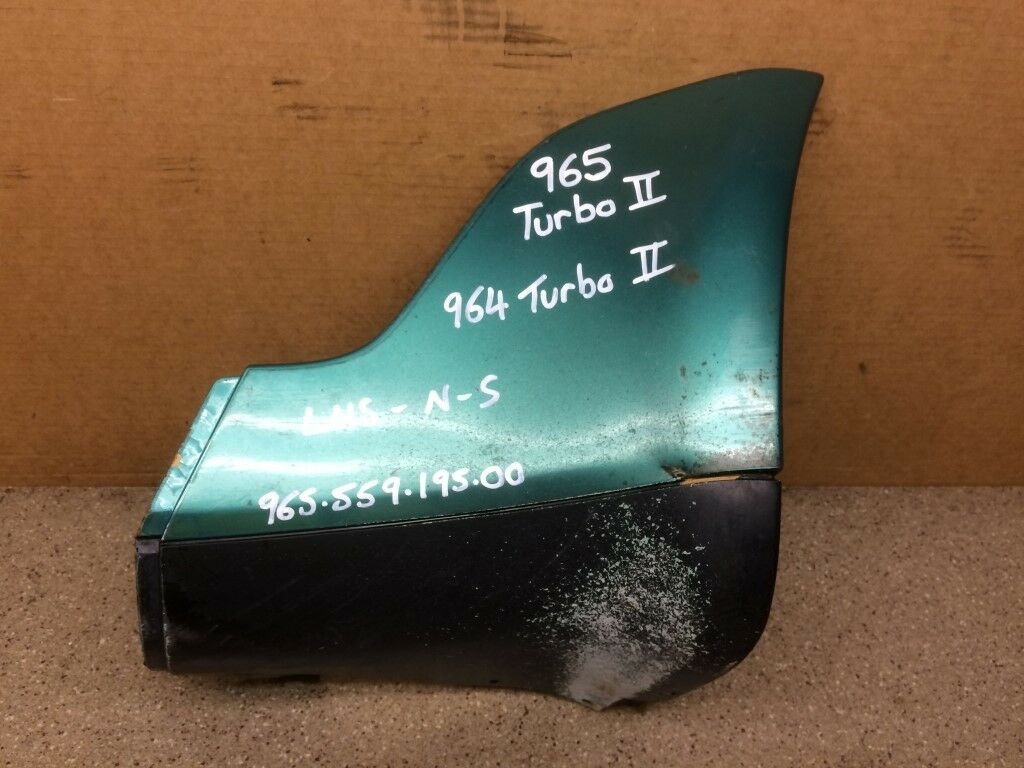 965
Turbo II
964 Turbo II
LHS - N - S
965.559.195.00